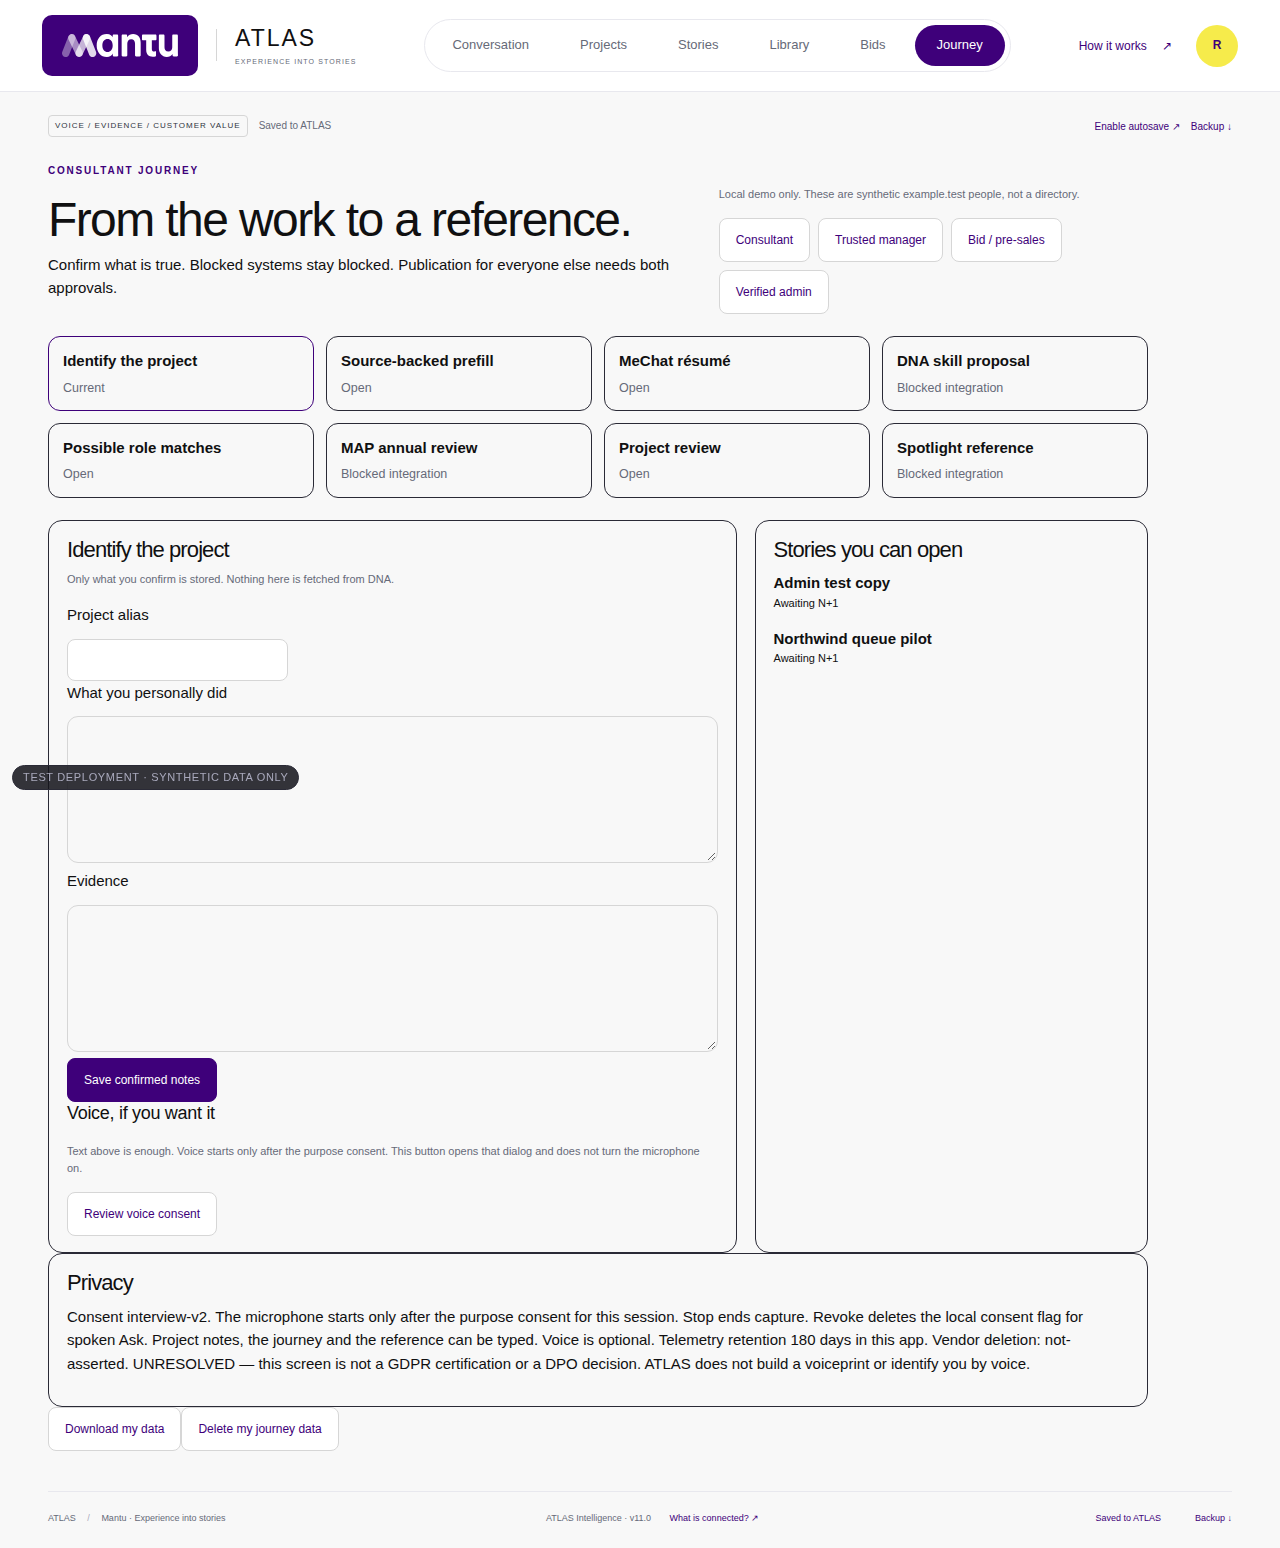 mantu
ATLAS
EXPERIENCE INTO STORIES
Conversation
Projects
Stories
Library
Bids
Journey
How it works ↗
R
VOICE / EVIDENCE / CUSTOMER VALUE
Saved to ATLAS
Enable autosave ↗
Backup ↓
CONSULTANT JOURNEY
From the work to a reference.
Confirm what is true. Blocked systems stay blocked. Publication for everyone else needs both
approvals.
Local demo only. These are synthetic example.test people, not a directory.
Consultant
Trusted manager
Bid / pre-sales
Verified admin
Identify the project
Current
Source-backed prefill
Open
MeChat résumé
Open
DNA skill proposal
Blocked integration
Possible role matches
Open
MAP annual review
Blocked integration
Project review
Open
Spotlight reference
Blocked integration
Identify the project
Only what you confirm is stored. Nothing here is fetched from DNA.
Project alias
What you personally did
TEST DEPLOYMENT · SYNTHETIC DATA ONLY
Evidence
Save confirmed notes
Voice, if you want it
Text above is enough. Voice starts only after the purpose consent. This button opens that dialog and does not turn the microphone
on.
Review voice consent
Stories you can open
Admin test copy
Awaiting N+1
Northwind queue pilot
Awaiting N+1
Privacy
Consent interview-v2. The microphone starts only after the purpose consent for this session. Stop ends capture. Revoke deletes the local consent flag for
spoken Ask. Project notes, the journey and the reference can be typed. Voice is optional. Telemetry retention 180 days in this app. Vendor deletion: not-
asserted. UNRESOLVED — this screen is not a GDPR certification or a DPO decision. ATLAS does not build a voiceprint or identify you by voice.
Download my data
Delete my journey data
ATLAS / Mantu · Experience into stories
ATLAS Intelligence · v11.0
What is connected? ↗
Saved to ATLAS
Backup ↓